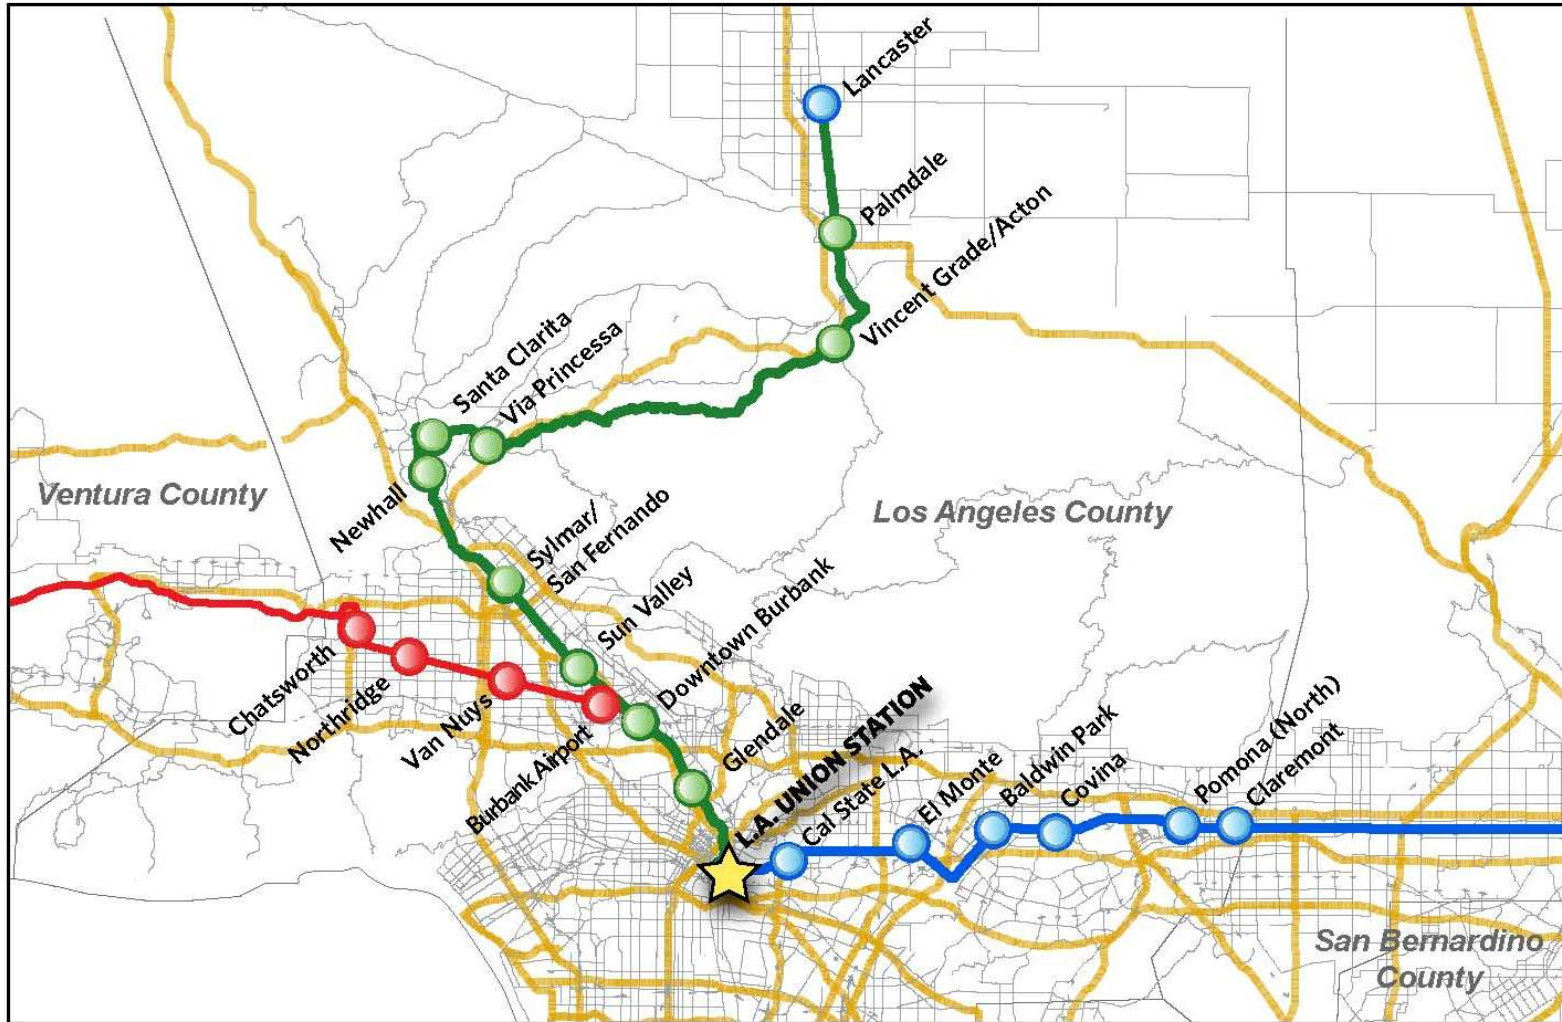 Lancaster
Palmdale
Vincent Grade/Acton
Santa Clarita
Via Princessa
Newhall
Ventura County
Los Angeles County
Sylmar/
San Fernando
Sun Valley
Downtown Burbank
Chatsworth
Northridge
Van Nuys
Burbank Airport
Glendale
L.A. UNION STATION
Cal State L.A.
El Monte
Baldwin Park
Covina
Pomona (North)
Claremont
San Bernardino
County